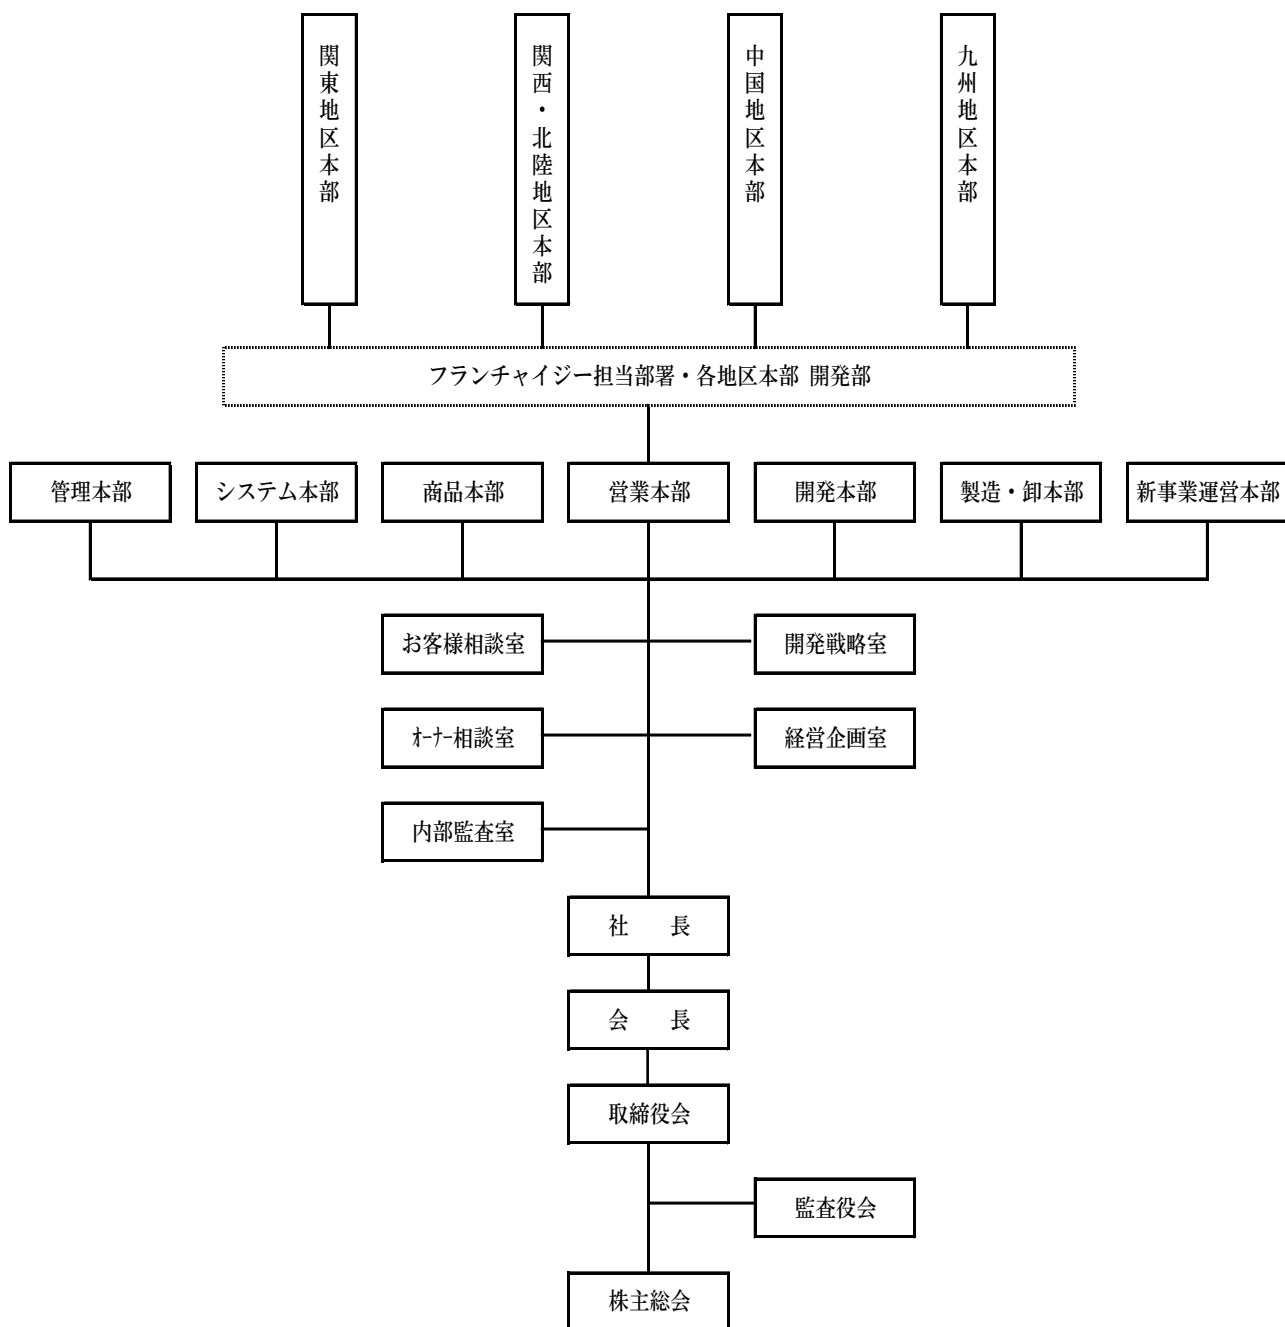 関東地区本部
関西・北陸地区本部
中国地区本部
九州地区本部
フランチャイジー担当部署・各地区本部 開発部
管理本部
システム本部
商品本部
営業本部
開発本部
製造・卸本部
新事業運営本部
お客様相談室
開発戦略室
ｵｰﾅｰ相談室
経営企画室
内部監査室
社　　長
会　　長
取締役会
監査役会
株主総会